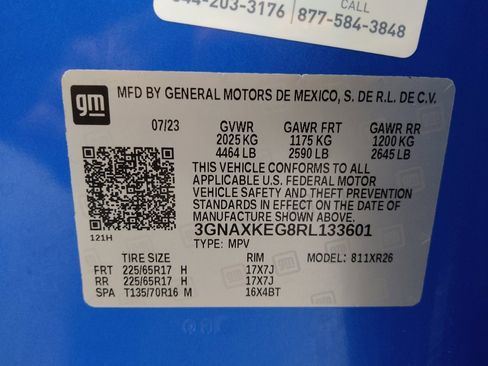 CALL
844-203-3176 877-584-3848
gm
MFD BY GENERAL MOTORS DE MEXICO, S. DE R.L. DE C.V.
07/23 GVWR GAWR FRT GAWR RR
2025 KG 1175 KG 1200 KG
4464 LB 2590 LB 2645 LB
THIS VEHICLE CONFORMS TO ALL
APPLICABLE U.S. FEDERAL MOTOR
VEHICLE SAFETY AND THEFT PREVENTION
STANDARDS IN EFFECT ON THE DATE OF
MANUFACTURE SHOWN ABOVE.
3GNAXKEG8RL133601
121H TYPE: MPV
TIRE SIZE RIM MODEL: 811XR26
FRT 225/65R17 H 17X7J
RR 225/65R17 H 17X7J
SPA T135/70R16 M 16X4BT